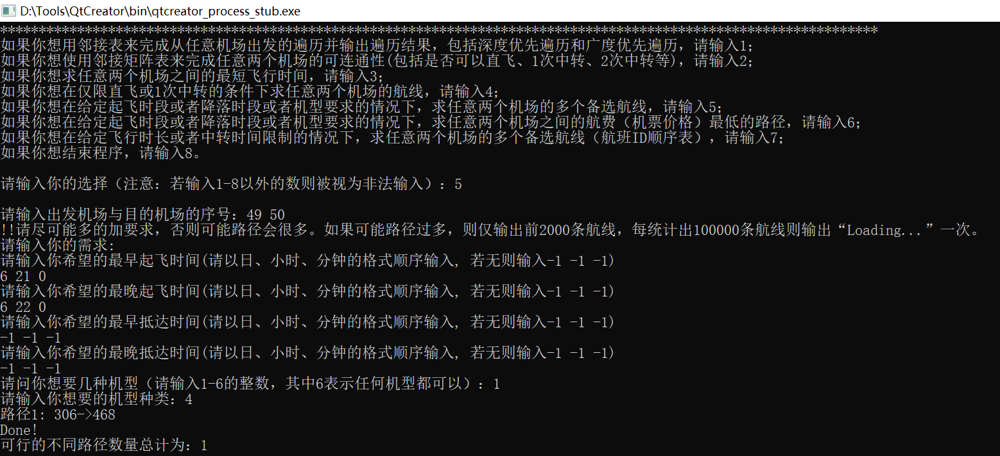 D:\Tools\QtCreator\bin\qtcreator_process_stub.exe
******************************************************************************************************************
如果你想用邻接表来完成从任意机场出发的遍历并输出遍历结果，包括深度优先遍历和广度优先遍历，请输入1；
如果你想使用邻接矩阵表来完成任意两个机场的可连通性(包括是否可以直飞、1次中转、2次中转等)，请输入2；
如果你想求任意两个机场之间的最短飞行时间，请输入3；
如果你想在仅限直飞或1次中转的条件下求任意两个机场的航线，请输入4；
如果你想在给定起飞时段或者降落时段或者机型要求的情况下，求任意两个机场的多个备选航线，请输入5；
如果你想在给定起飞时段或者降落时段或者机型要求的情况下，求任意两个机场之间的航费（机票价格）最低的路径，请输入6；
如果你想在给定飞行时长或者中转时间限制的情况下，求任意两个机场的多个备选航线（航班ID顺序表），请输入7；
如果你想结束程序，请输入8。
请输入你的选择（注意：若输入1-8以外的数则被视为非法输入）：5
请输入出发机场与目的机场的序号：49 50
!!请尽可能多的加要求，否则可能路径会很多。如果可能路径过多，则仅输出前2000条航线，每统计出100000条航线则输出“Loading...”一次。
请输入你的需求:
请输入你希望的最早起飞时间(请以日、小时、分钟的格式顺序输入, 若无则输入-1 -1 -1)
6 21 0
请输入你希望的最晚起飞时间(请以日、小时、分钟的格式顺序输入, 若无则输入-1 -1 -1)
6 22 0
请输入你希望的最早抵达时间(请以日、小时、分钟的格式顺序输入, 若无则输入-1 -1 -1)
-1 -1 -1
请输入你希望的最晚抵达时间(请以日、小时、分钟的格式顺序输入, 若无则输入-1 -1 -1)
-1 -1 -1
请问你想要几种机型（请输入1-6的整数，其中6表示任何机型都可以）：1
请输入你想要的机型种类：4
路径1: 306->468
Done!
可行的不同路径数量总计为：1